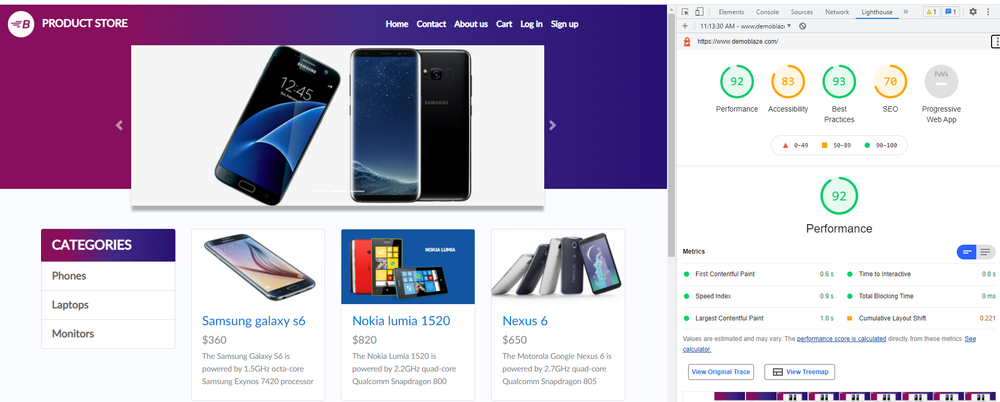 B PRODUCT STORE
Home Contact About us Cart Log in Sign up
SAMSUNG
12:45
Sun, February 21
SAMSUNG
CATEGORIES
Phones
Laptops
Monitors
12:45
Samsung galaxy s6
$360
The Samsung Galaxy S6 is
powered by 1.5GHz octa-core
Samsung Exynos 7420 processor
NOKIA LUMIA
Nokia lumia 1520
$820
The Nokia Lumia 1520 is
powered by 2.2GHz quad-core
Qualcomm Snapdragon 800
Nexus 6
$650
The Motorola Google Nexus 6 is
powered by 2.7GHz quad-core
Qualcomm Snapdragon 805
Elements Console Sources Network Lighthouse » 1 1
+ 11:13:30 AM - www.demoblaz
https://www.demoblaze.com/
92 83 93 70 PWA
Performance Accessibility Best Practices SEO Progressive Web App
0–49 50–89 90–100
92
Performance
Metrics
First Contentful Paint 0.6 s
Time to Interactive 0.8 s
Speed Index 0.9 s
Total Blocking Time 0 ms
Largest Contentful Paint 1.0 s
Cumulative Layout Shift 0.221
Values are estimated and may vary. The performance score is calculated directly from these metrics. See
calculator.
View Original Trace View Treemap